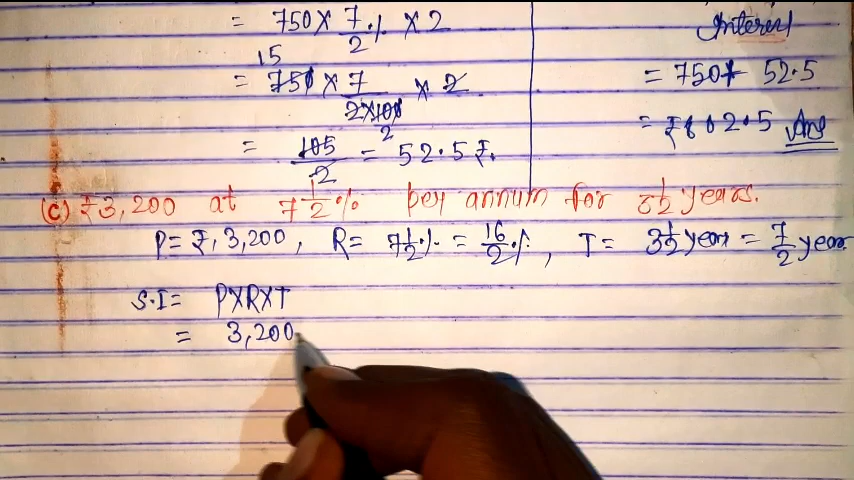 = 750 × 7/2 % × 2
15
= 750 × 7/2×100 × 2
2
= 105/2 = 52.5 ₹.
Interest
= 750+ 52.5
= ₹802.5 Ans
(c) ₹3,200 at 7 1/2 % per annum for 3 1/2 years.
P= ₹, 3,200, R= 7 1/2 % = 16/2 %, T= 3 1/2 year = 7/2 year
S.I= P×R×T
= 3,200